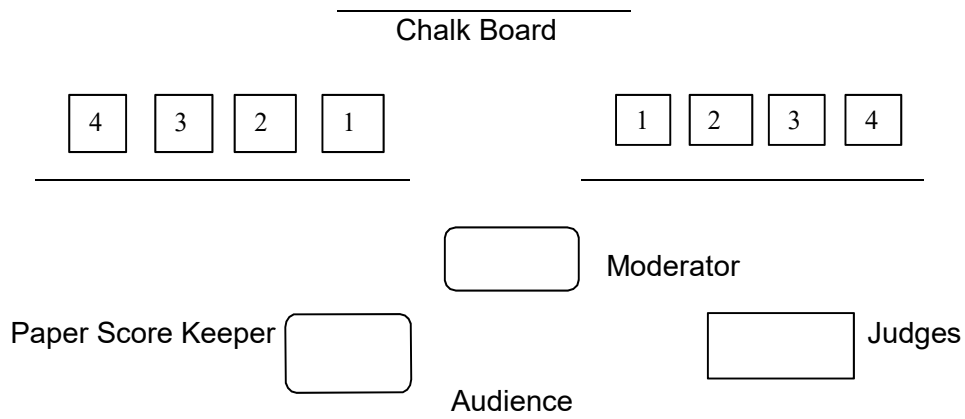 Chalk Board
4 3 2 1 1 2 3 4
Moderator
Paper Score Keeper Judges
Audience